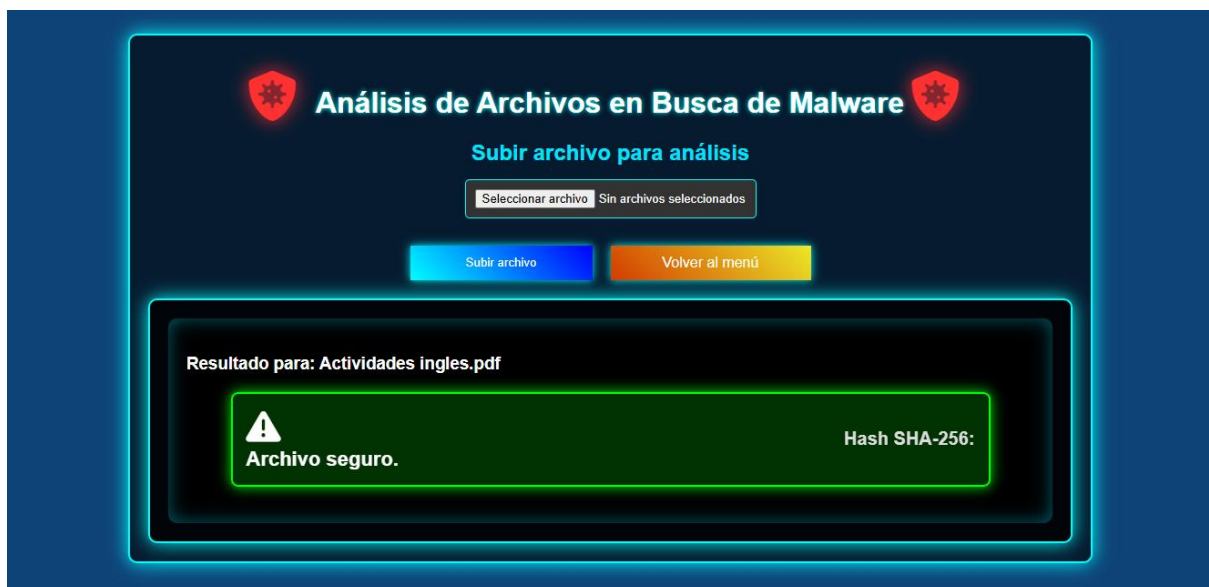 Análisis de Archivos en Busca de Malware
Subir archivo para análisis
Seleccionar archivo Sin archivos seleccionados
Subir archivo Volver al menú
Resultado para: Actividades ingles.pdf
Hash SHA-256:
Archivo seguro.